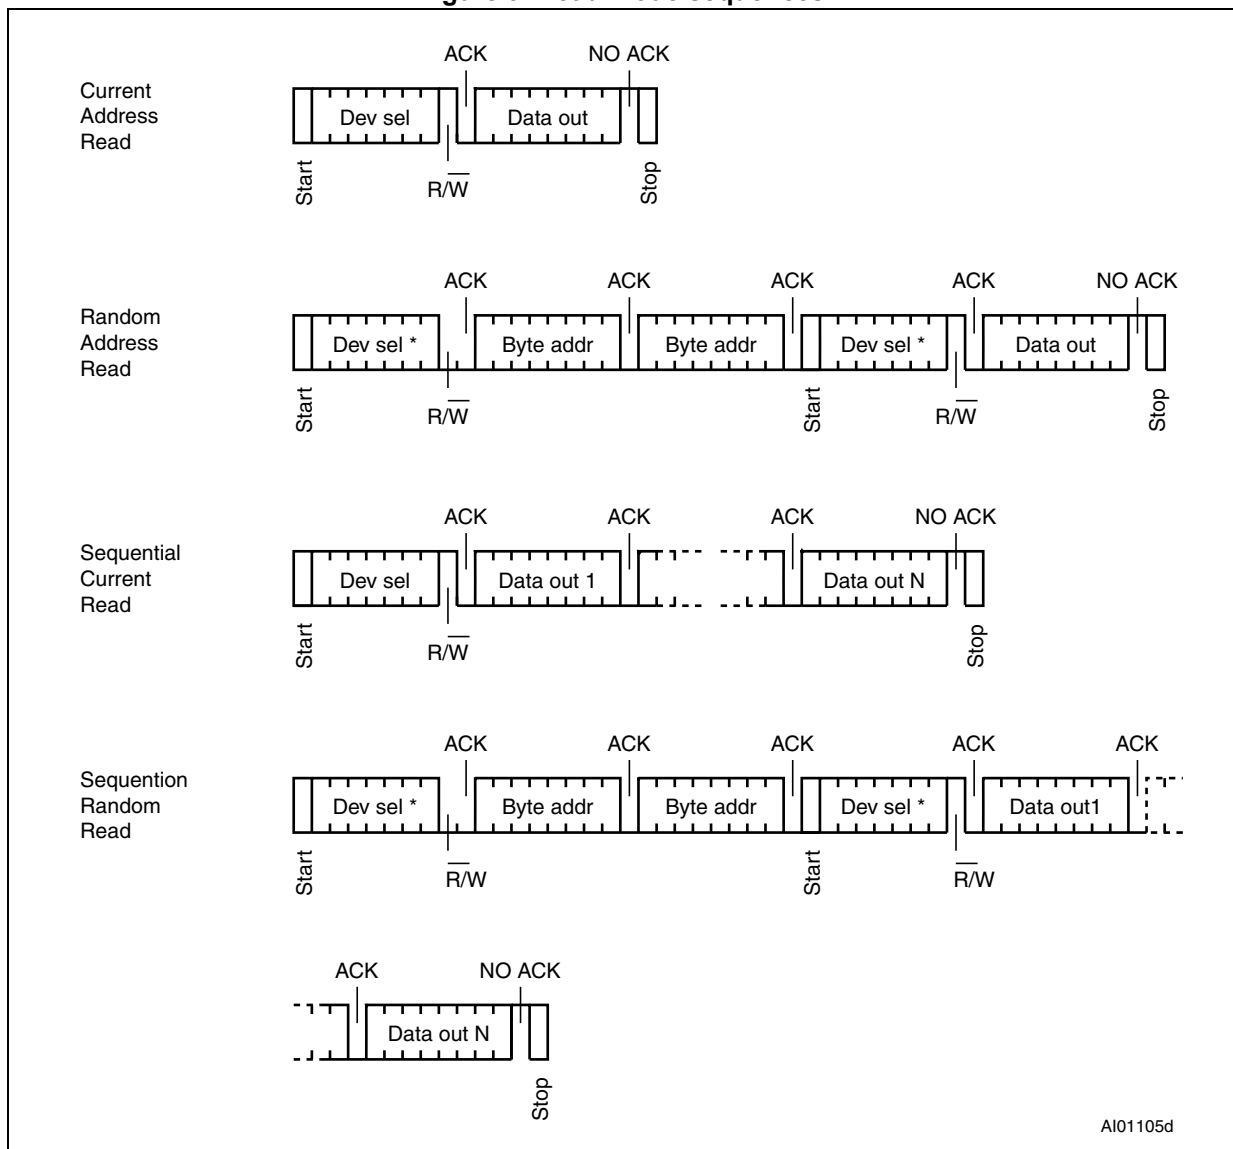 ACK NO ACK
Current
Address
Read
Dev sel Data out
Start R/W Stop
ACK ACK ACK ACK NO ACK
Random
Address
Read
Dev sel * Byte addr Byte addr Dev sel * Data out
Start R/W Start R/W Stop
ACK ACK ACK NO ACK
Sequential
Current
Read
Dev sel Data out 1 Data out N
Start R/W Stop
ACK ACK ACK ACK ACK
Sequention
Random
Read
Dev sel * Byte addr Byte addr Dev sel * Data out1
Start R/W Start R/W
ACK NO ACK
Data out N
Stop
AI01105d